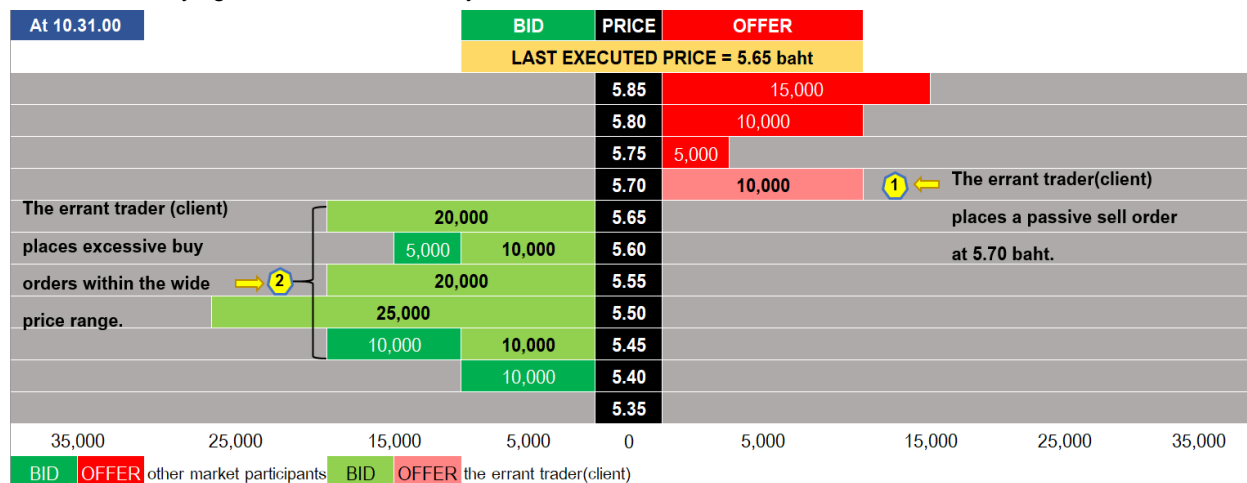 At 10.31.00 BID PRICE OFFER
LAST EXECUTED PRICE = 5.65 baht
5.85 15,000
5.80 10,000
5.75 5,000
5.70 10,000 1 The errant trader(client)
places a passive sell order
at 5.70 baht.
The errant trader (client)
places excessive buy
orders within the wide
price range.
2
20,000 5.65
5,000 10,000 5.60
20,000 5.55
25,000 5.50
10,000 10,000 5.45
10,000 5.40
5.35
35,000 25,000 15,000 5,000 0 5,000 15,000 25,000 35,000
BID OFFER other market participants BID OFFER the errant trader(client)